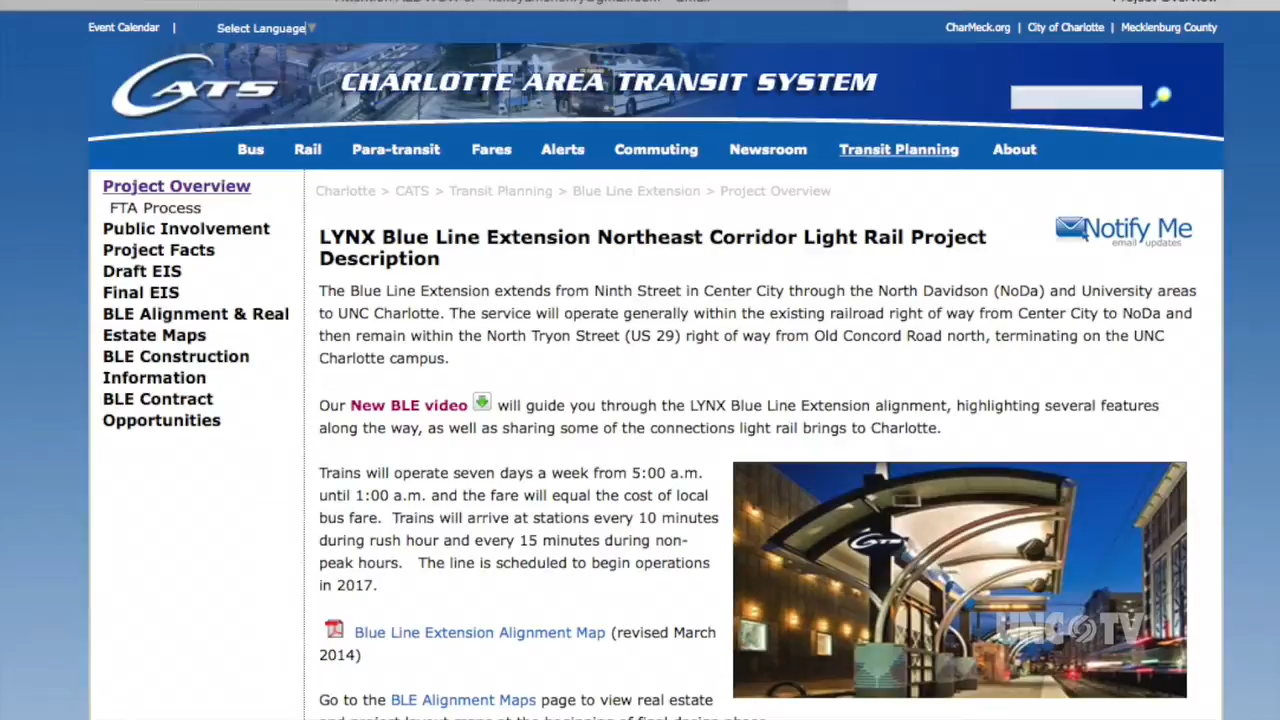 Event Calendar | Select Language ▼ CharMeck.org | City of Charlotte | Mecklenburg County
CATS CHARLOTTE AREA TRANSIT SYSTEM
Bus Rail Para-transit Fares Alerts Commuting Newsroom Transit Planning About
Project Overview
FTA Process
Public Involvement
Project Facts
Draft EIS
Final EIS
BLE Alignment & Real
Estate Maps
BLE Construction
Information
BLE Contract
Opportunities
Charlotte > CATS > Transit Planning > Blue Line Extension > Project Overview
Notify Me
email updates
LYNX Blue Line Extension Northeast Corridor Light Rail Project
Description
The Blue Line Extension extends from Ninth Street in Center City through the North Davidson (NoDa) and University areas
to UNC Charlotte. The service will operate generally within the existing railroad right of way from Center City to NoDa and
then remain within the North Tryon Street (US 29) right of way from Old Concord Road north, terminating on the UNC
Charlotte campus.
Our New BLE video will guide you through the LYNX Blue Line Extension alignment, highlighting several features
along the way, as well as sharing some of the connections light rail brings to Charlotte.
Trains will operate seven days a week from 5:00 a.m.
until 1:00 a.m. and the fare will equal the cost of local
bus fare. Trains will arrive at stations every 10 minutes
during rush hour and every 15 minutes during non-
peak hours. The line is scheduled to begin operations
in 2017.
Blue Line Extension Alignment Map (revised March
2014)
Go to the BLE Alignment Maps page to view real estate
CATS
UNC TV